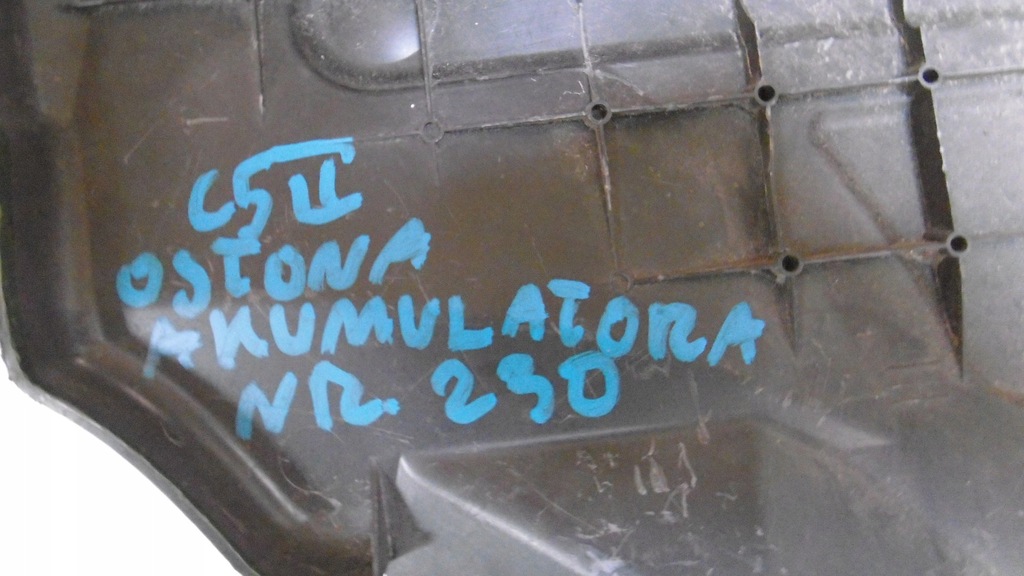 C5 II
OSŁONA
AKUMULATORA
NR. 230